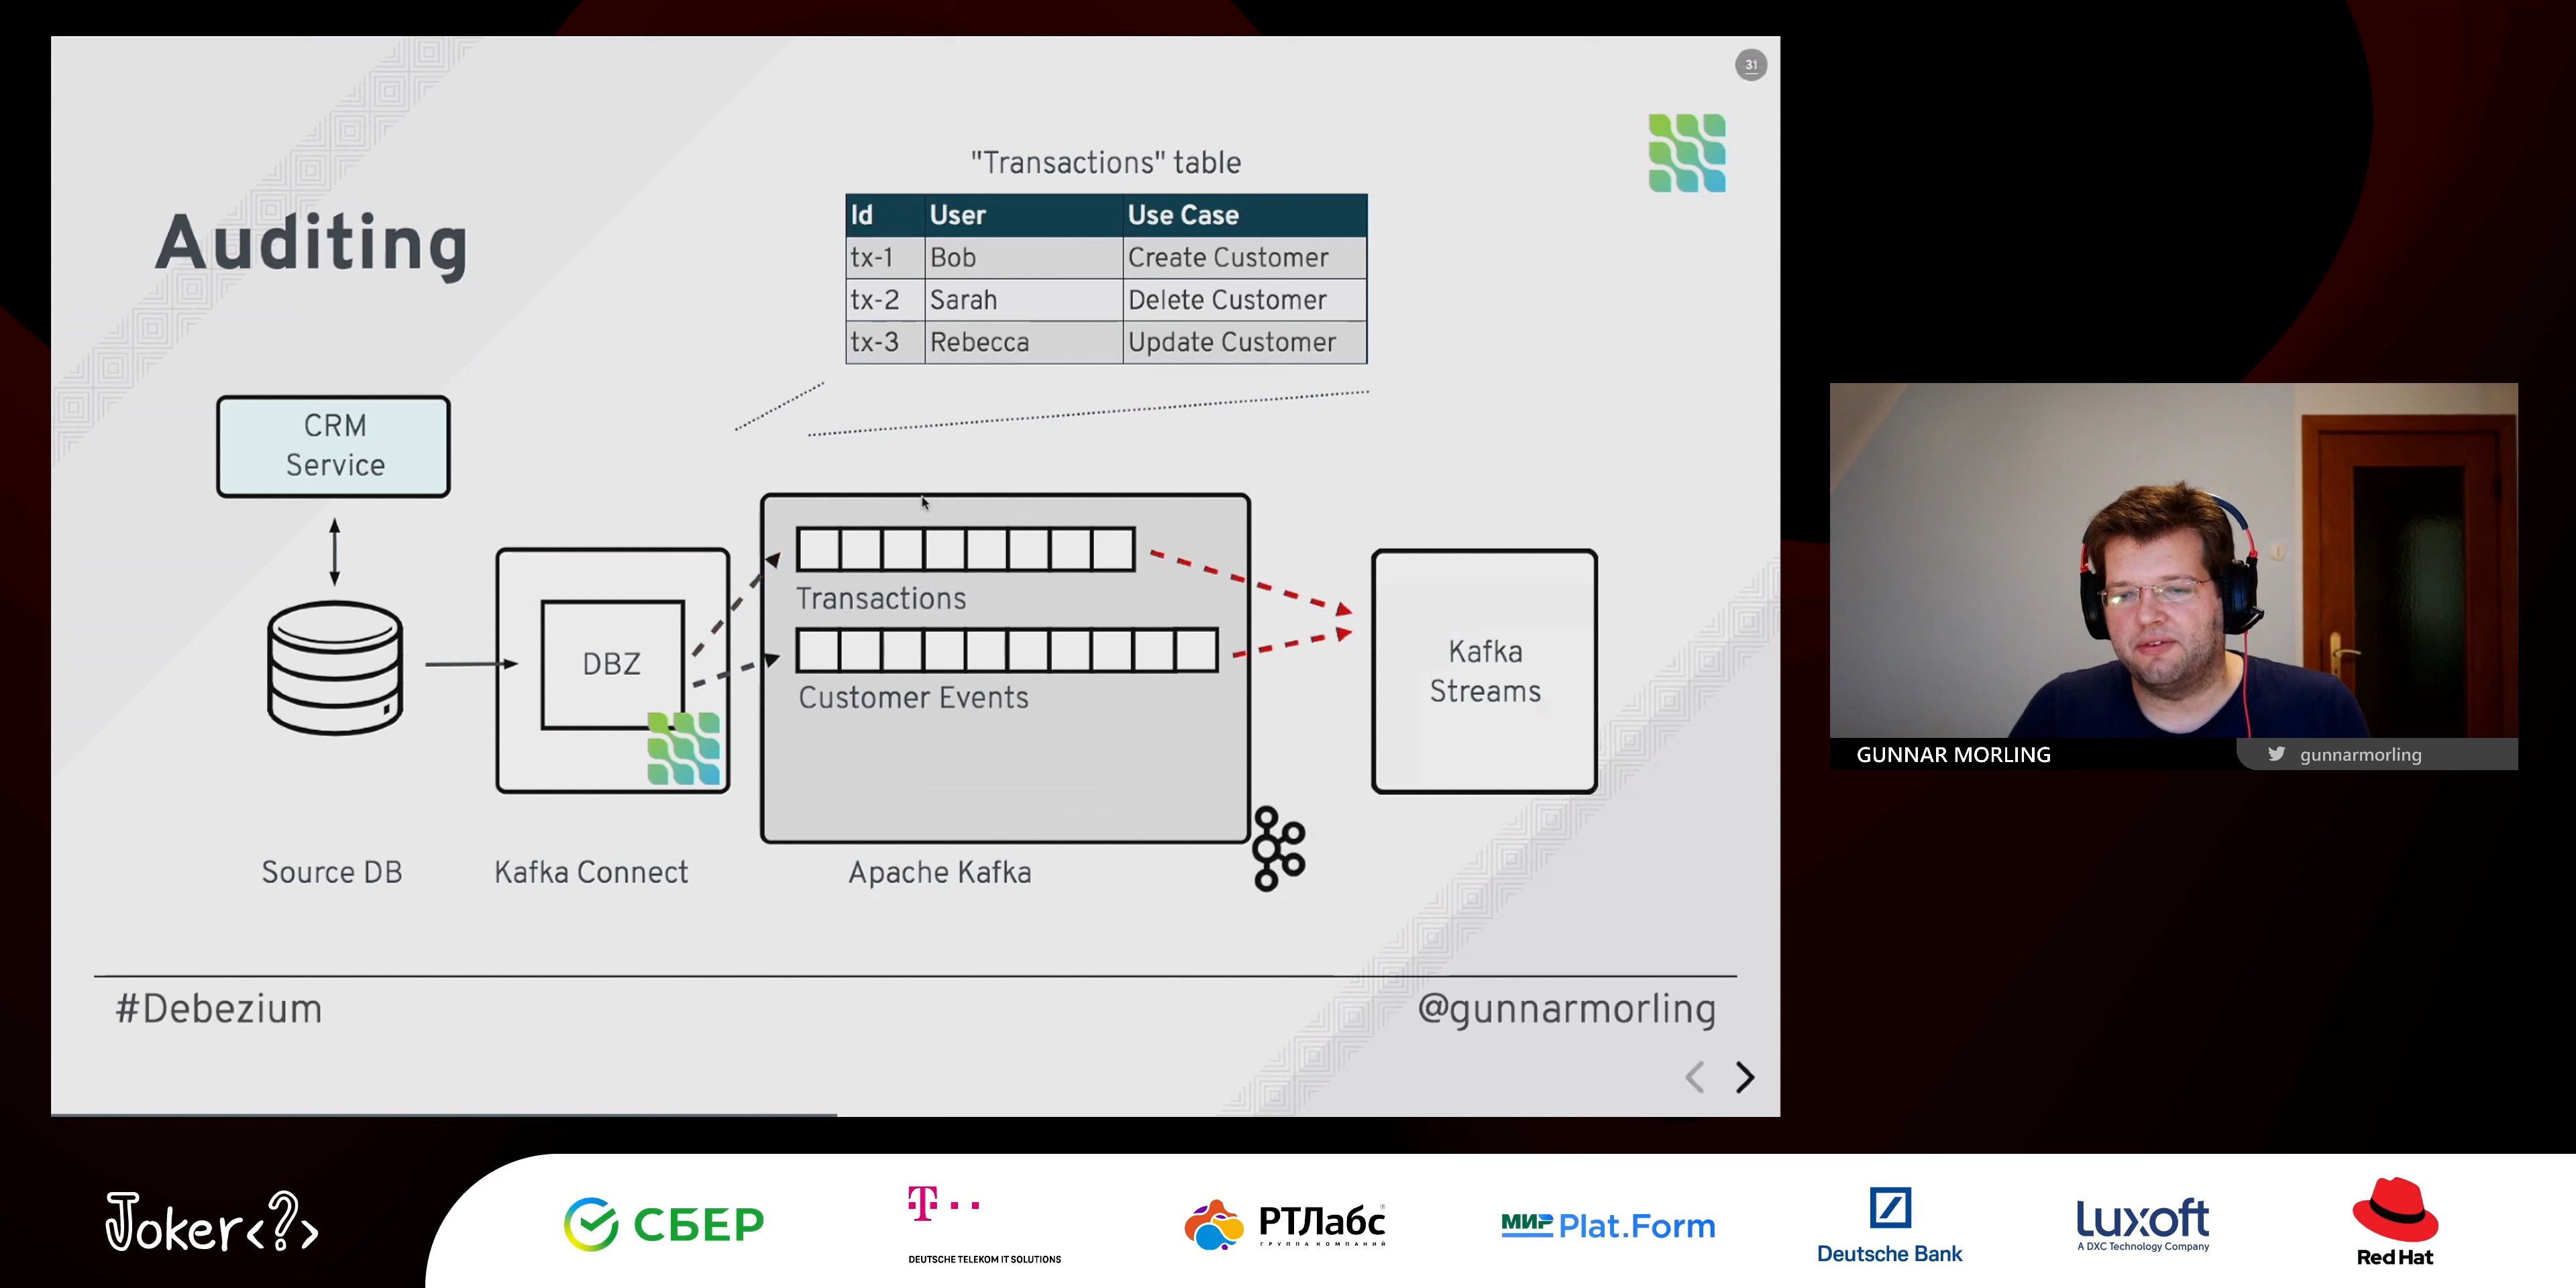 31
"Transactions" table
Auditing
Id User Use Case
tx-1 Bob Create Customer
tx-2 Sarah Delete Customer
tx-3 Rebecca Update Customer
CRM
Service
DBZ
Transactions
Customer Events
Kafka
Streams
Source DB
Kafka Connect
Apache Kafka
#Debezium
@gunnarmorling
GUNNAR MORLING
gunnarmorling
Joker<?>
СБЕР
T
DEUTSCHE TELEKOM IT SOLUTIONS
РТЛабс
ГРУППА КОМПАНИЙ
МИР Plat.Form
Deutsche Bank
Luxoft
A DXC Technology Company
Red Hat